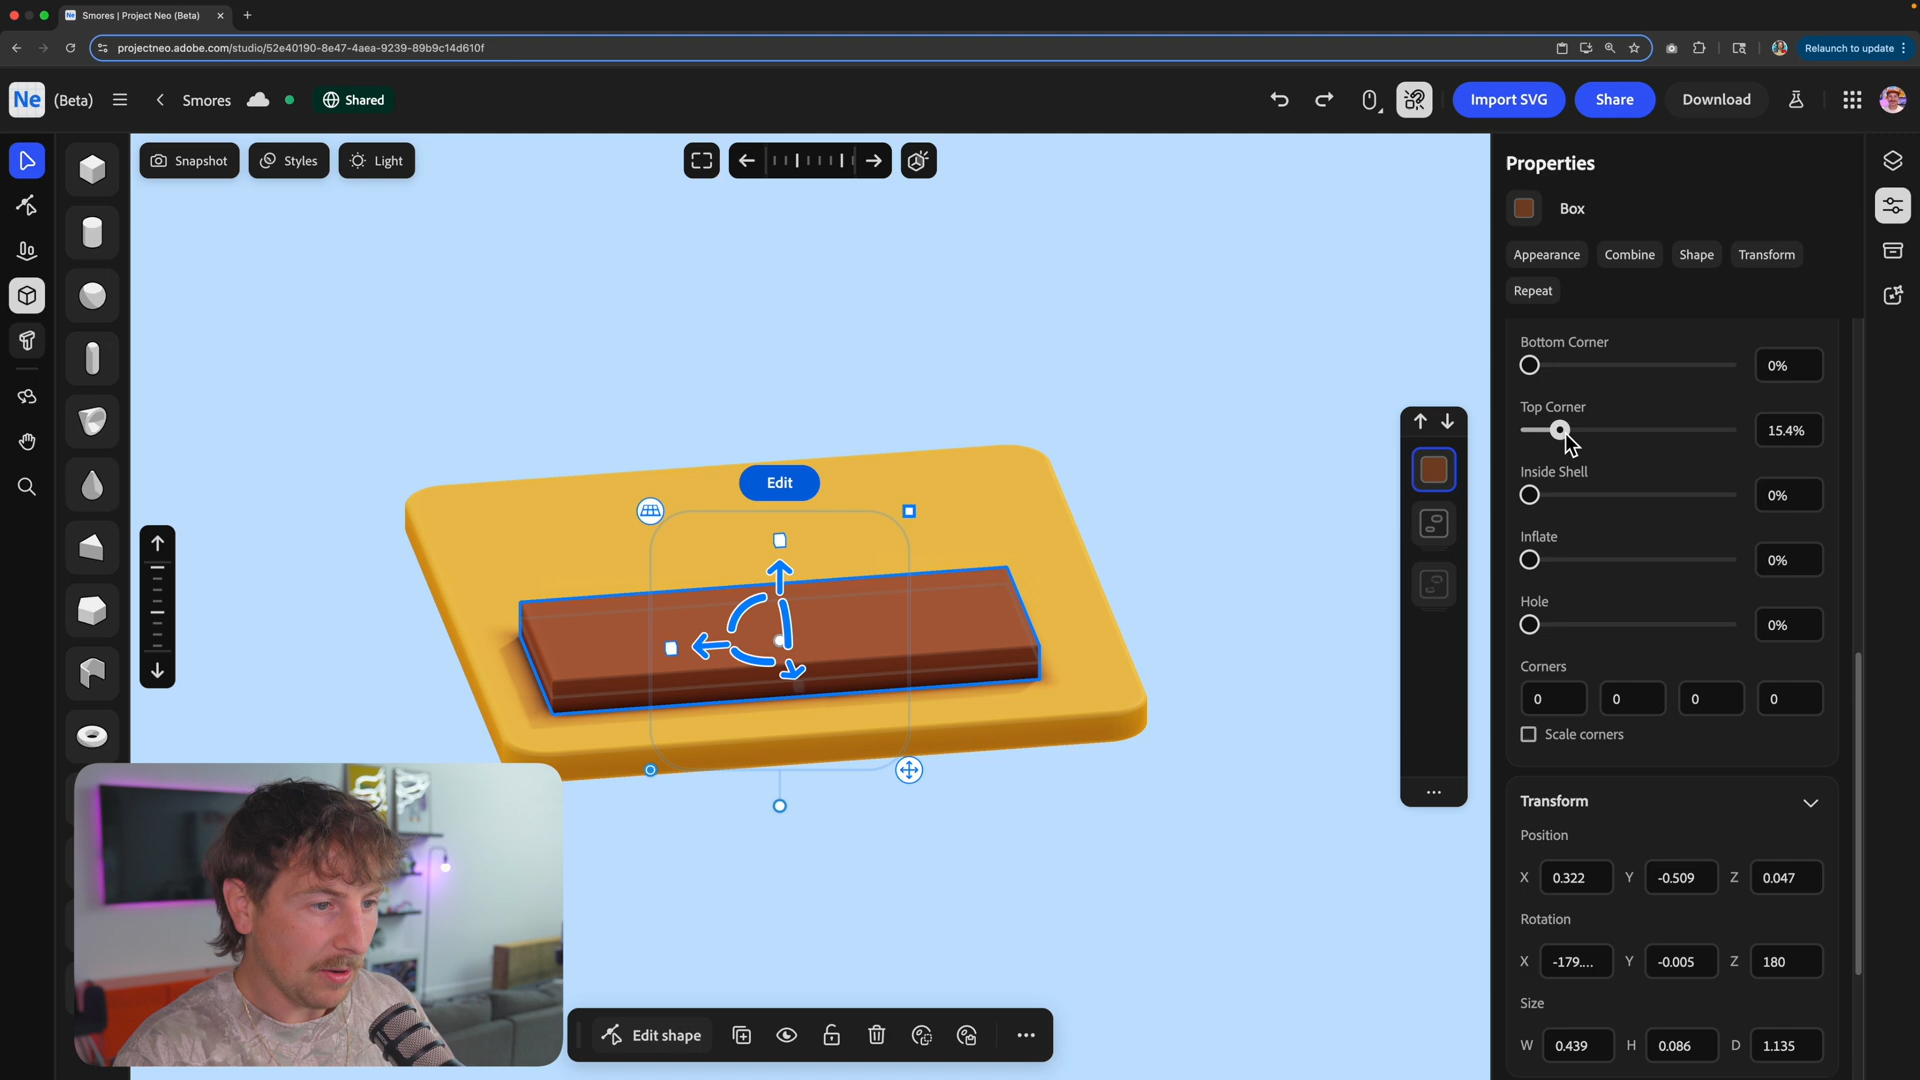 Smores | Project Neo (Beta)
projectneo.adobe.com/studio/52e40190-8e47-4aea-9239-89b9c14d610f
Relaunch to update
Ne (Beta)
Smores
Shared
Import SVG
Share
Download
Snapshot
Styles
Light
Properties
Box
Appearance
Combine
Shape
Transform
Repeat
Bottom Corner
0%
Top Corner
15.4%
Inside Shell
0%
Inflate
0%
Hole
0%
Corners
0 0 0 0
Scale corners
Transform
Position
X 0.322 Y -0.509 Z 0.047
Rotation
X -179.... Y -0.005 Z 180
Size
W 0.439 H 0.086 D 1.135
Edit
Edit shape